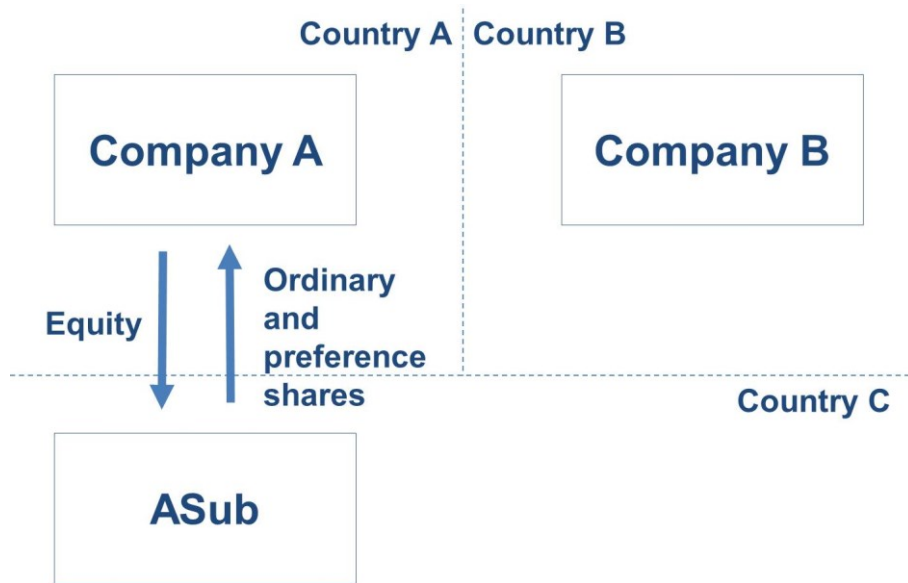 Country A Country B
Company A
Company B
Equity
Ordinary
and
preference
shares
Country C
ASub